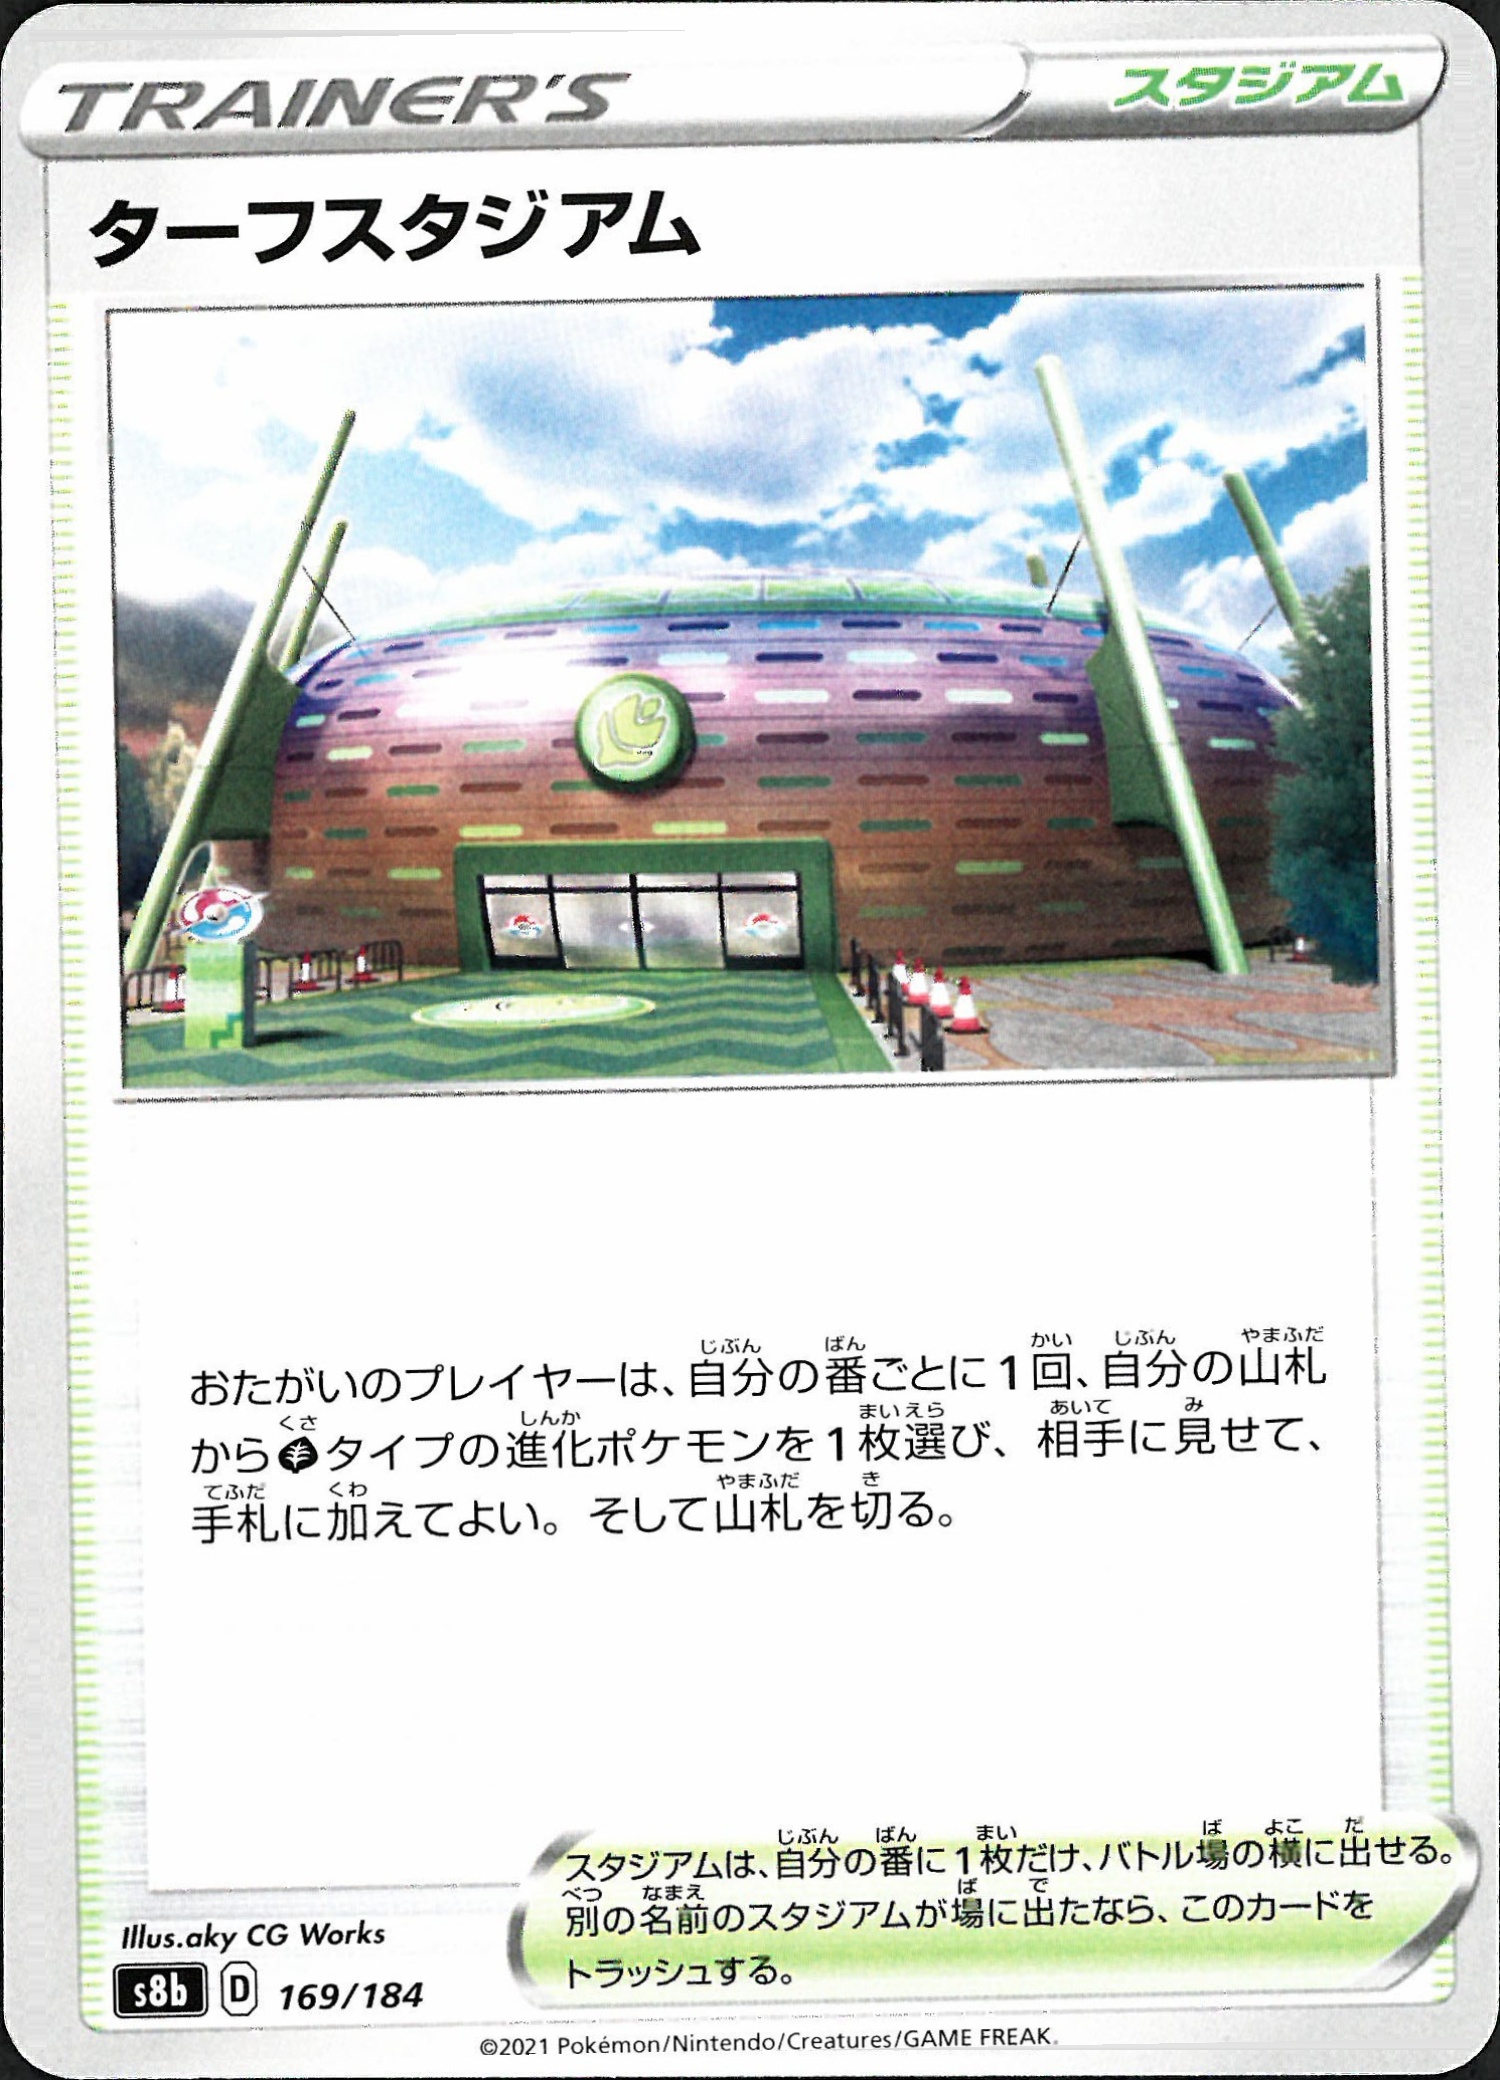 TRAINER'S
スタジアム
ターフスタジアム
おたがいのプレイヤーは、自分の番ごとに1回、自分の山札
から タイプの進化ポケモンを1枚選び、相手に見せて、
手札に加えてよい。そして山札を切る。
スタジアムは、自分の番に1枚だけ、バトル場の横に出せる。
別の名前のスタジアムが場に出たなら、このカードを
トラッシュする。
Illus.aky CG Works
s8b D 169/184
©2021 Pokémon/Nintendo/Creatures/GAME FREAK.